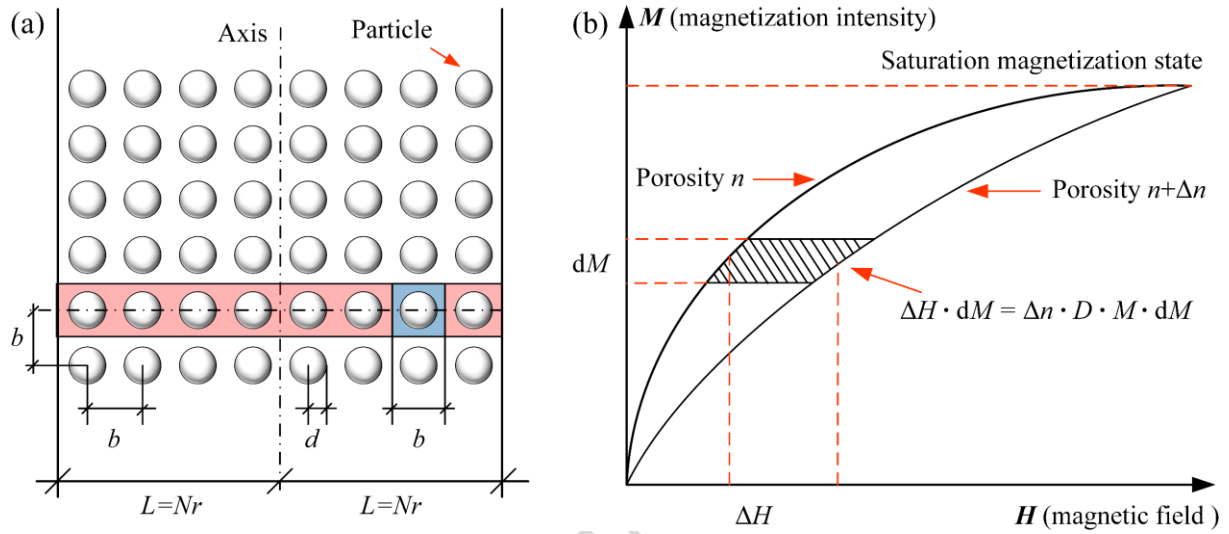 (a)
Axis
Particle
b
b
d
b
L=Nr
L=Nr
(b)
M (magnetization intensity)
Saturation magnetization state
Porosity n
Porosity n+Δn
dM
ΔH · dM = Δn · D · M · dM
ΔH
H (magnetic field )